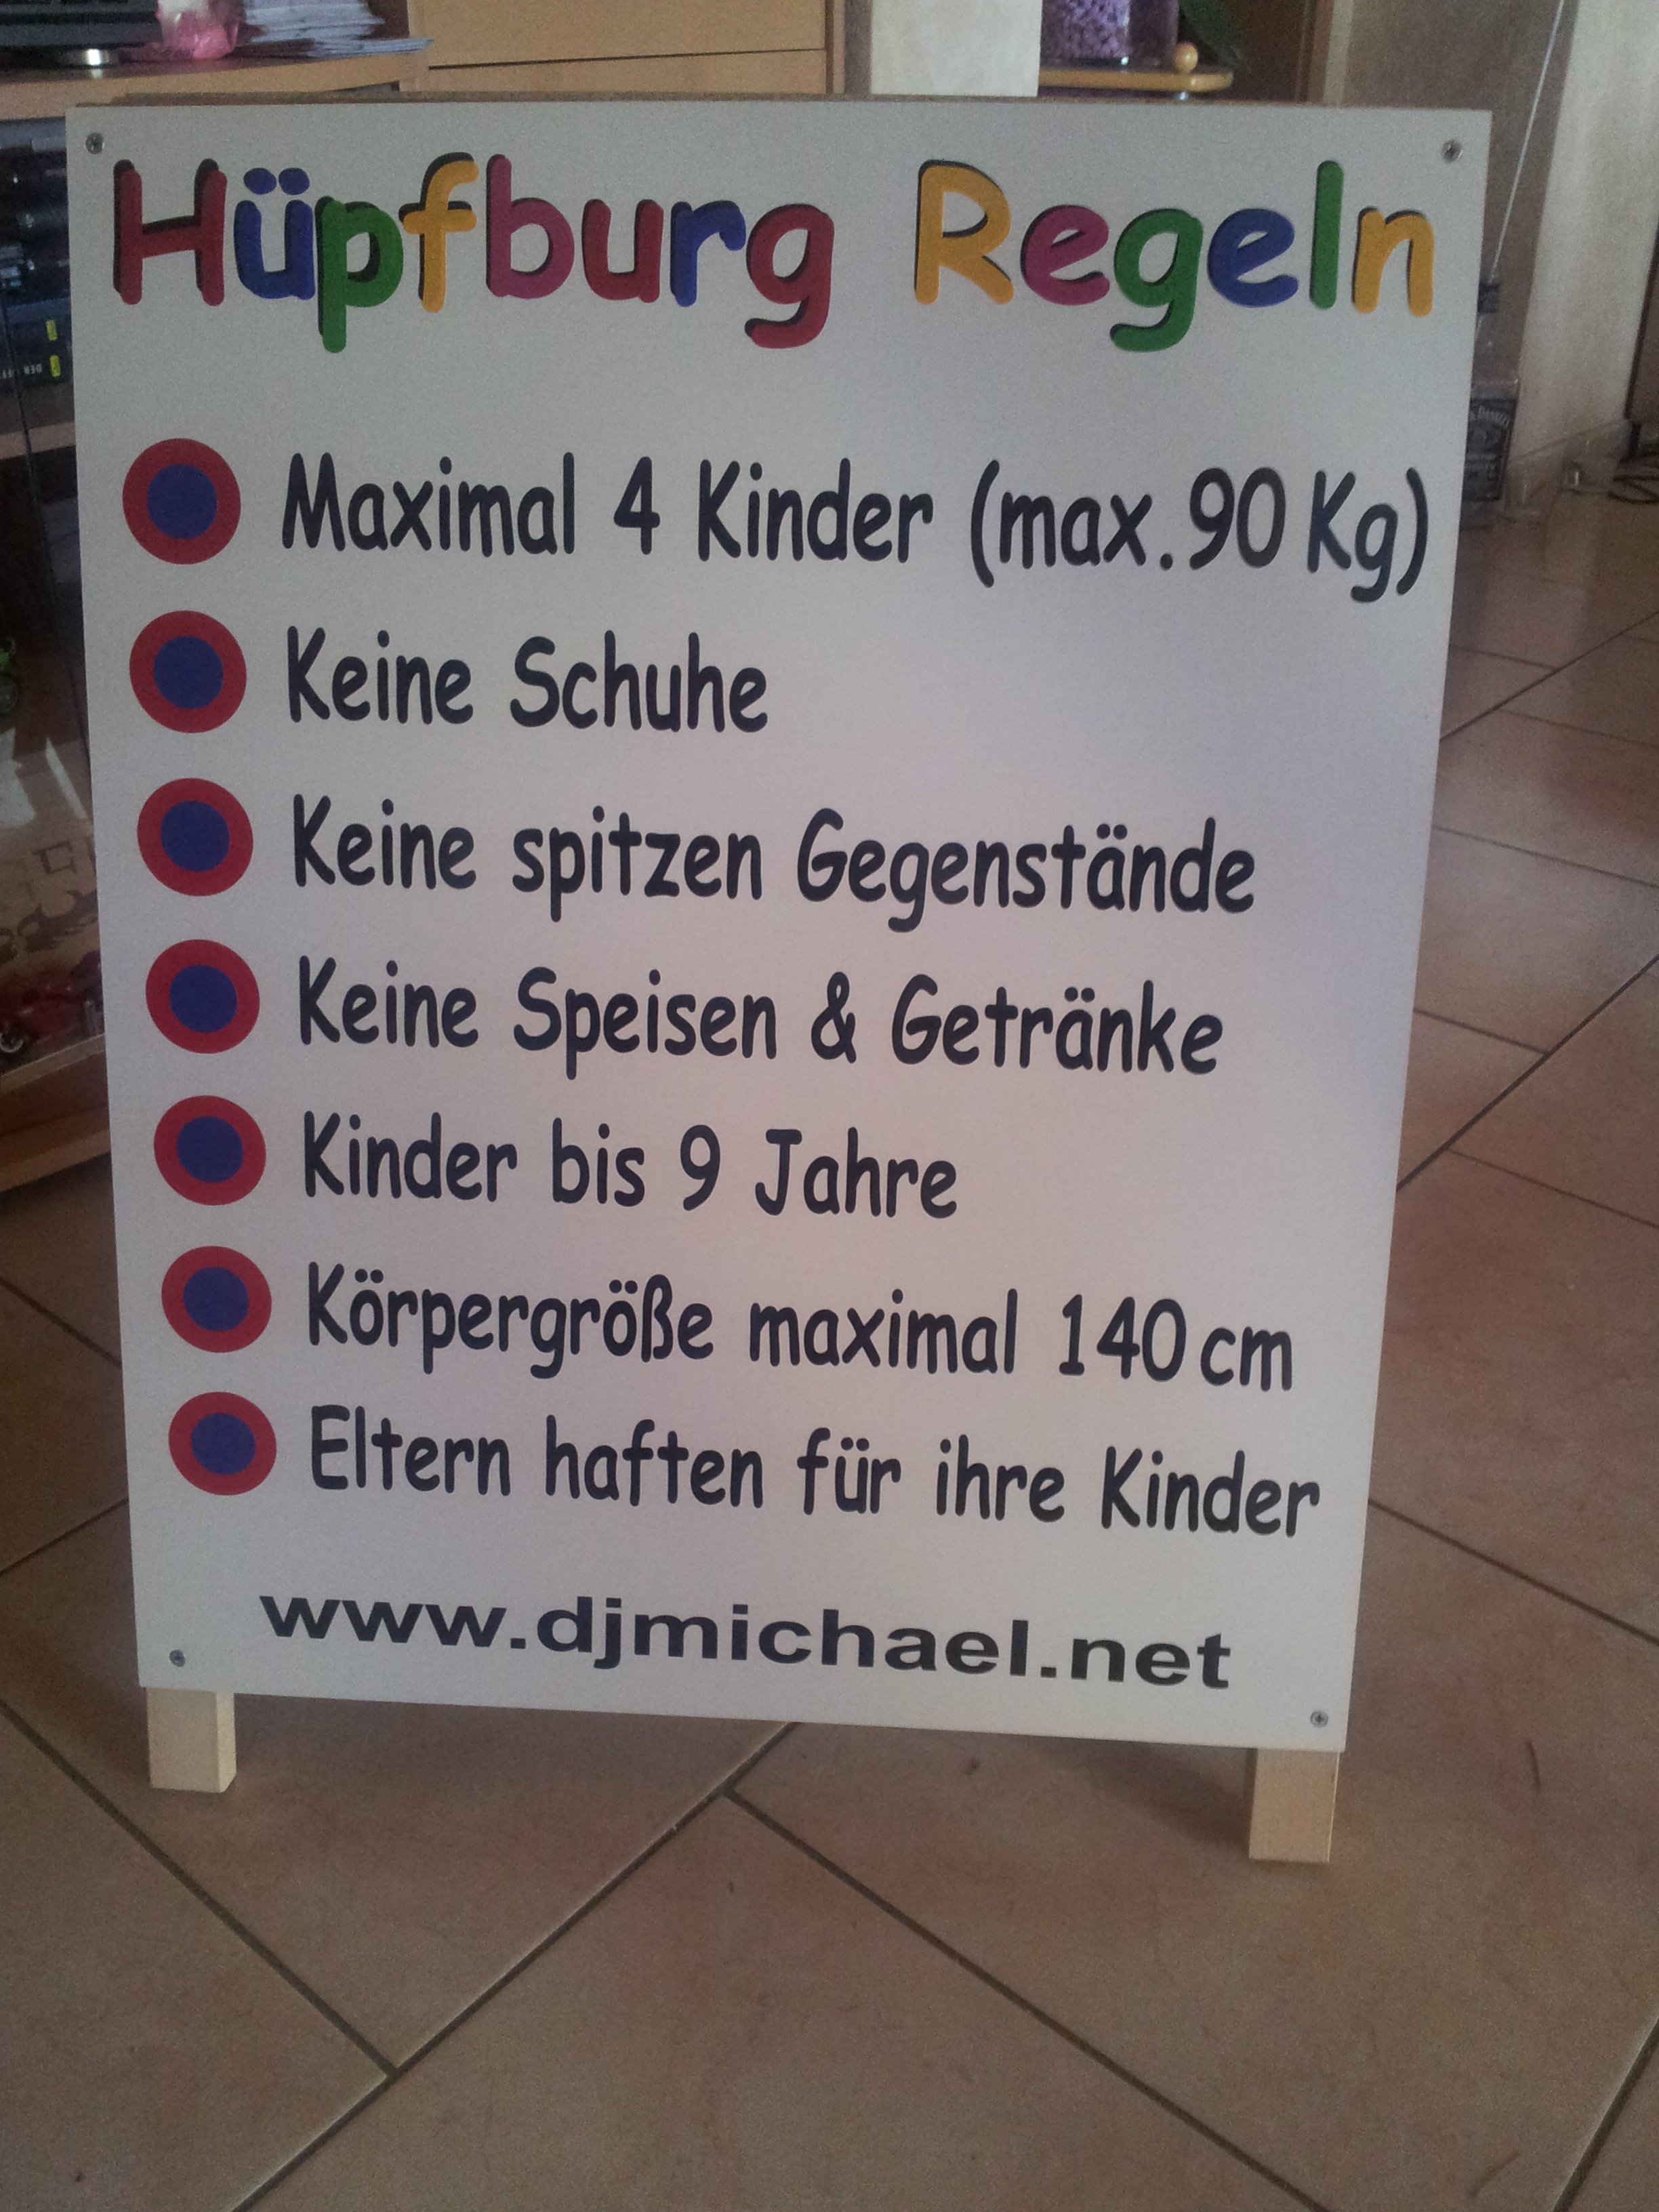 Hüpfburg Regeln
Maximal 4 Kinder (max. 90 Kg)
Keine Schuhe
Keine spitzen Gegenstände
Keine Speisen & Getränke
Kinder bis 9 Jahre
Körpergröße maximal 140 cm
Eltern haften für ihre Kinder
www.djmichael.net